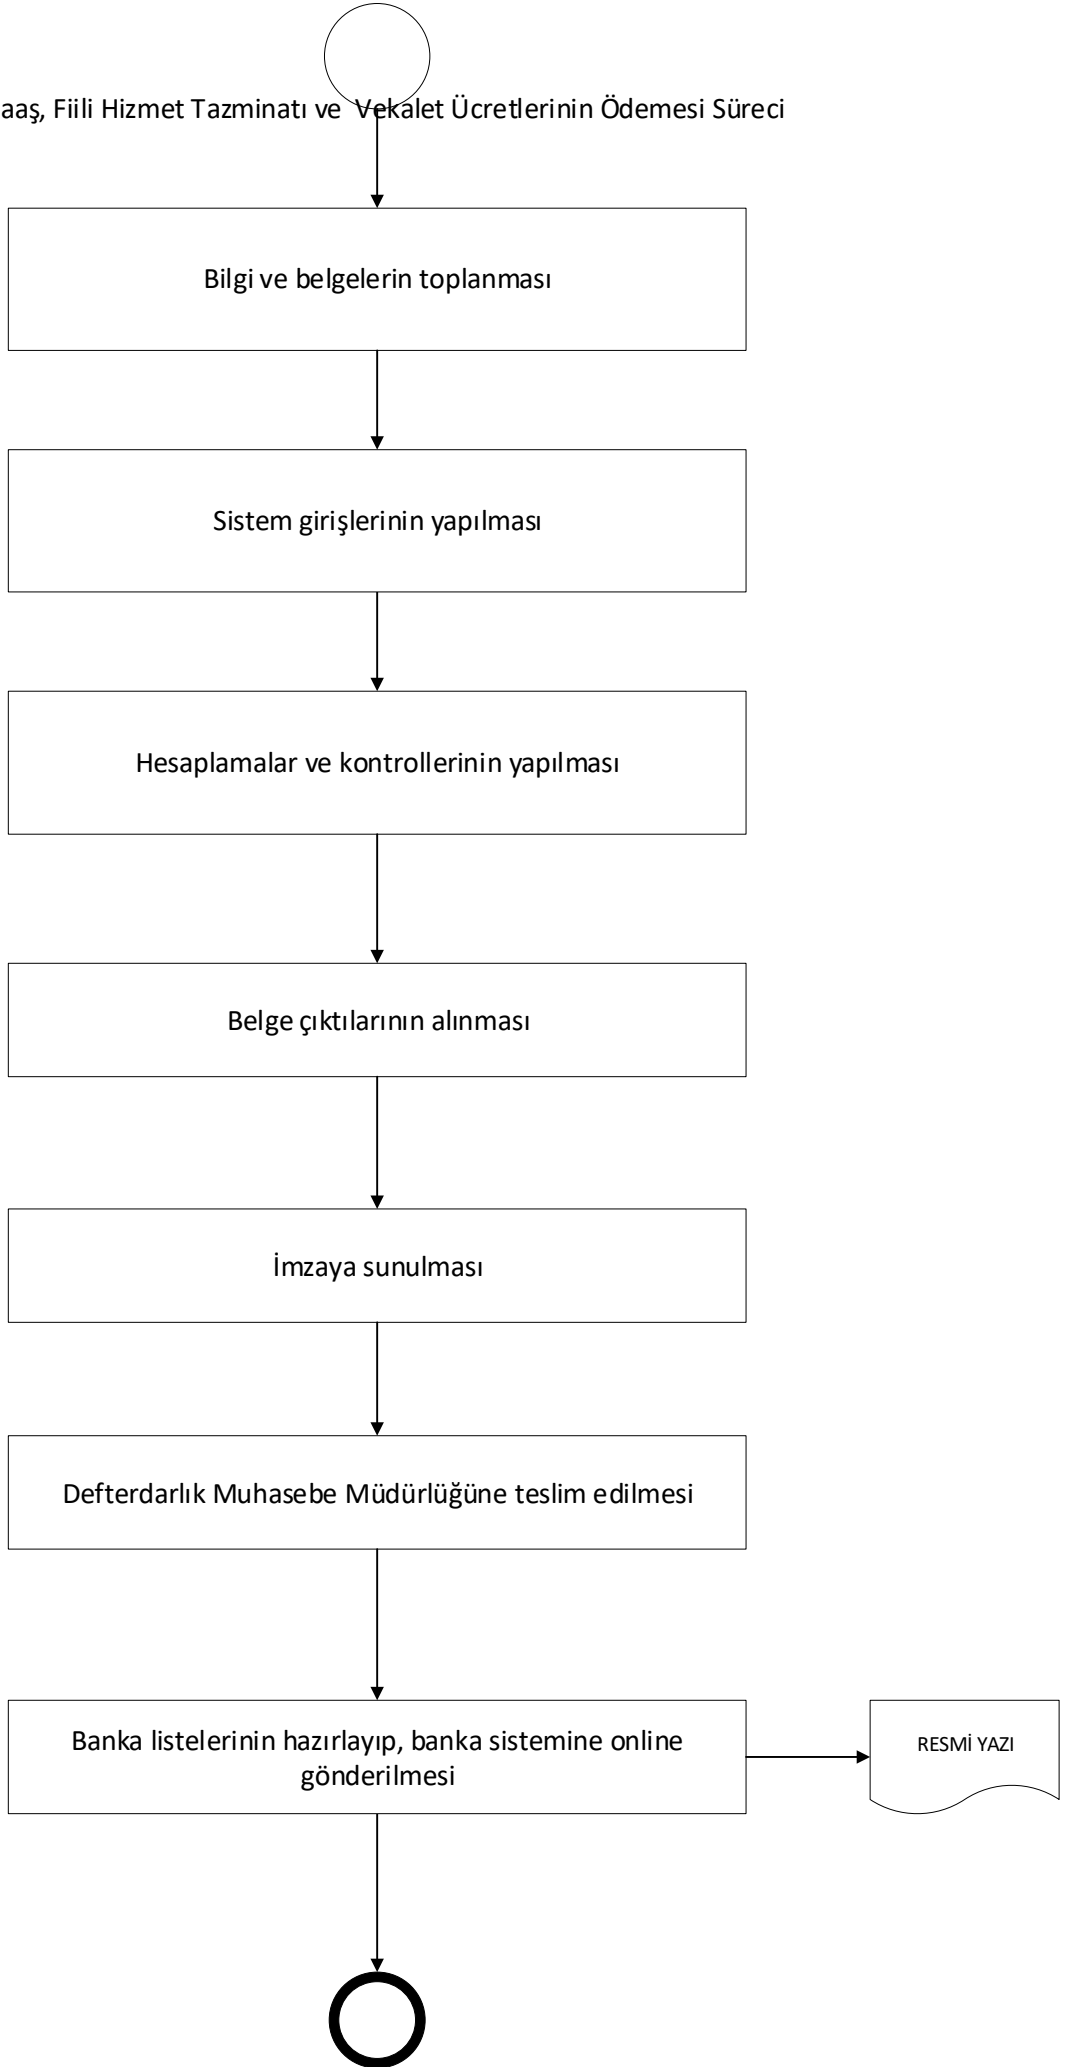 aaş, Fiili Hizmet Tazminatı ve Vekalet Ücretlerinin Ödemesi Süreci
Bilgi ve belgelerin toplanması
Sistem girişlerinin yapılması
Hesaplamalar ve kontrollerinin yapılması
Belge çıktılarının alınması
İmzaya sunulması
Defterdarlık Muhasebe Müdürlüğüne teslim edilmesi
Banka listelerinin hazırlayıp, banka sistemine online
gönderilmesi
RESMİ YAZI